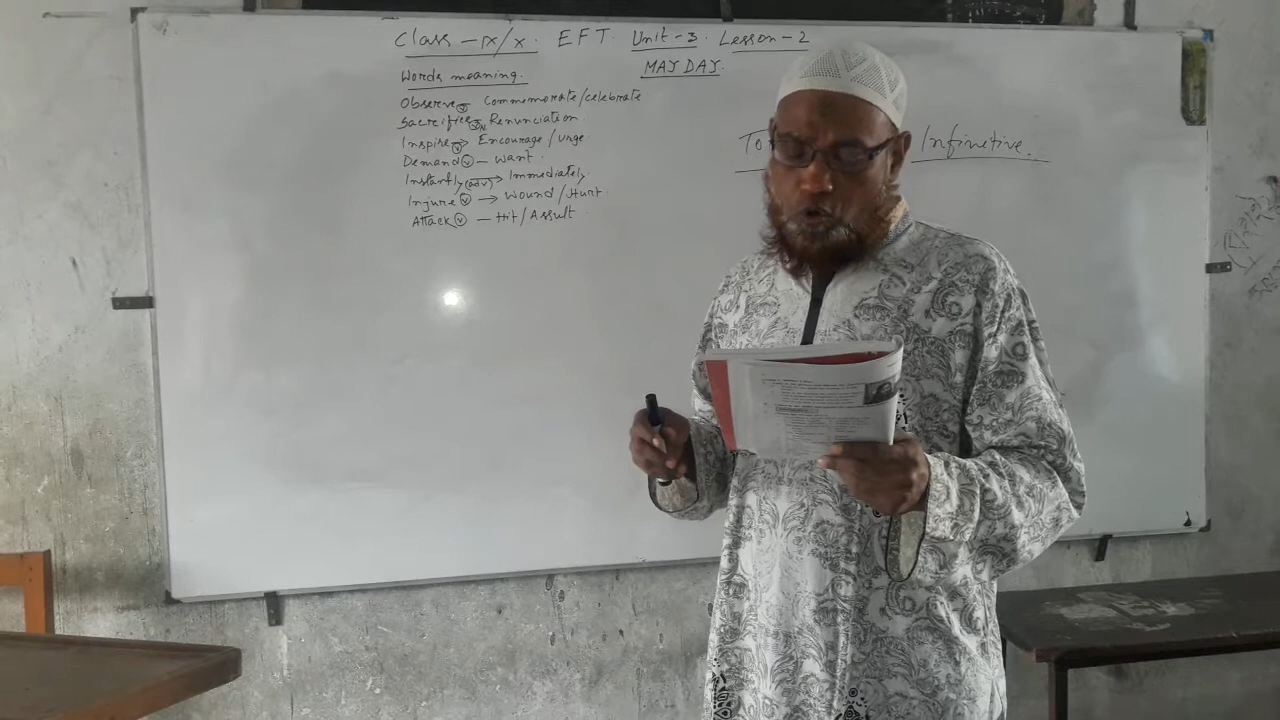 Class - IX/X. EFT. Unit-3. Lesson-2
MAY DAY.
Words meaning.
Observe (v) → Commemorate/celebrate
Sacrifice (v)/N Renunciation
Inspire (v) → Encourage/Urge
Demand (v) - Want.
Instantly (adv) → Immediately.
Injure (v) → Wound/Hurt
Attack (v) - Hit/Assult
To Infinetive.